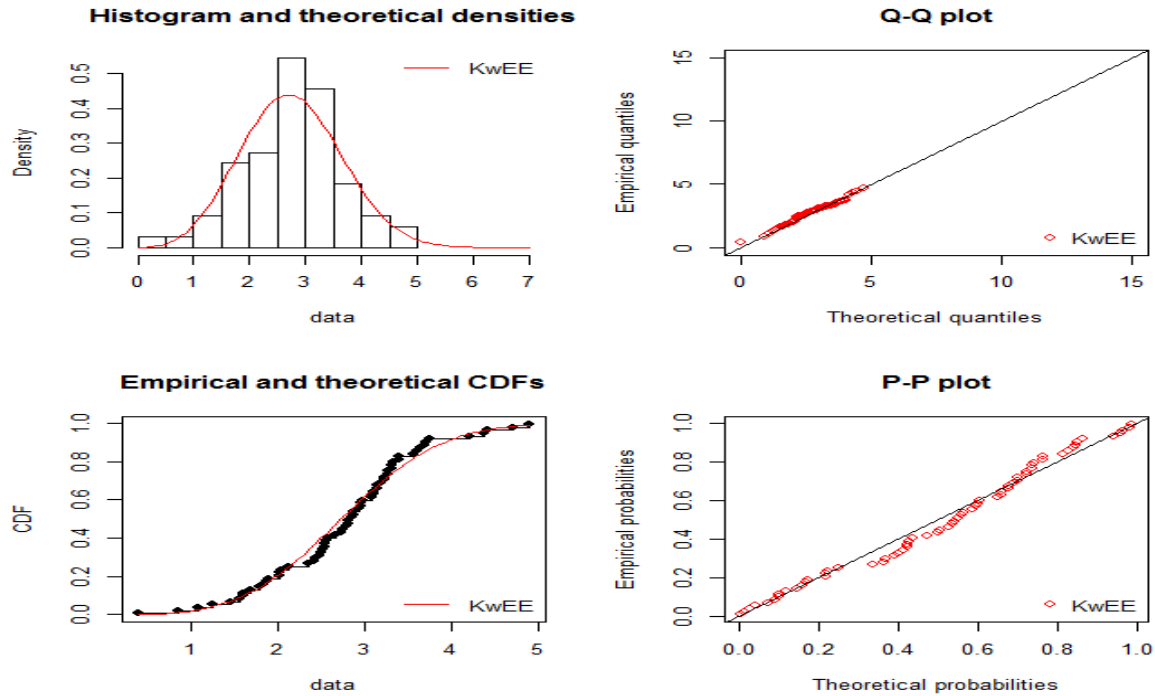 Histogram and theoretical densities
Density
0.0 0.1 0.2 0.3 0.4 0.5
KwEE
0 1 2 3 4 5 6 7
data
Q-Q plot
Empirical quantiles
0 5 10 15
KwEE
0 5 10 15
Theoretical quantiles
Empirical and theoretical CDFs
CDF
0.0 0.2 0.4 0.6 0.8 1.0
KwEE
1 2 3 4 5
data
P-P plot
Empirical probabilities
0.0 0.2 0.4 0.6 0.8 1.0
KwEE
0.0 0.2 0.4 0.6 0.8 1.0
Theoretical probabilities